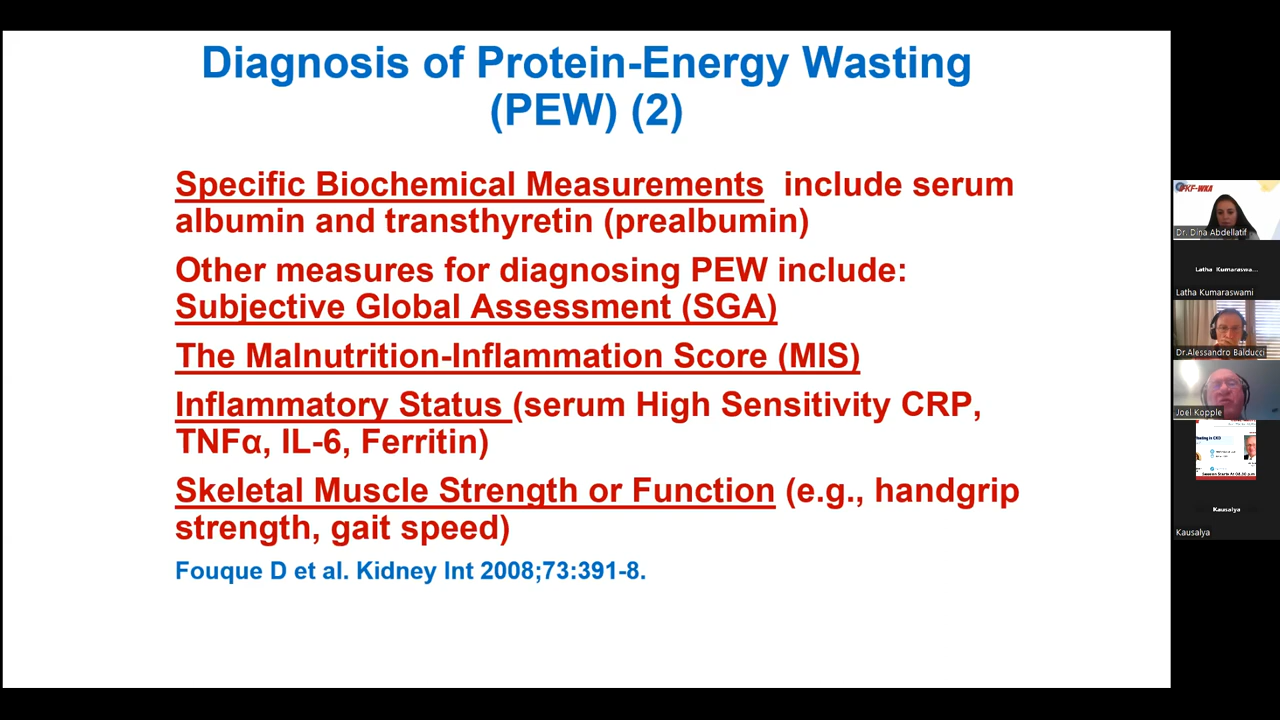 Diagnosis of Protein-Energy Wasting
(PEW) (2)
Specific Biochemical Measurements include serum
albumin and transthyretin (prealbumin)
Other measures for diagnosing PEW include:
Subjective Global Assessment (SGA)
The Malnutrition-Inflammation Score (MIS)
Inflammatory Status (serum High Sensitivity CRP,
TNFα, IL-6, Ferritin)
Skeletal Muscle Strength or Function (e.g., handgrip
strength, gait speed)
Fouque D et al. Kidney Int 2008;73:391-8.
Dr. Dina Abdellatif
Latha Kumaraswa...
Latha Kumaraswami
Dr.Alessandro Balducci
Joel Kopple
Kausalya
Kausalya